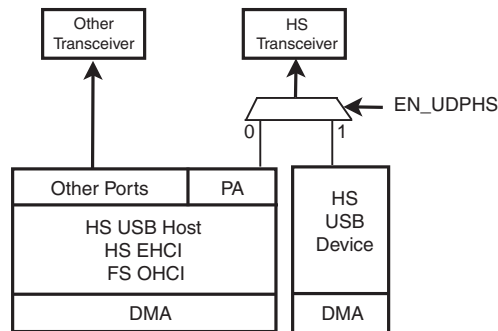 Other
Transceiver
HS
Transceiver
EN_UDPHS
0 1
Other Ports PA
HS USB Host
HS EHCI
FS OHCI
DMA
HS
USB
Device
DMA